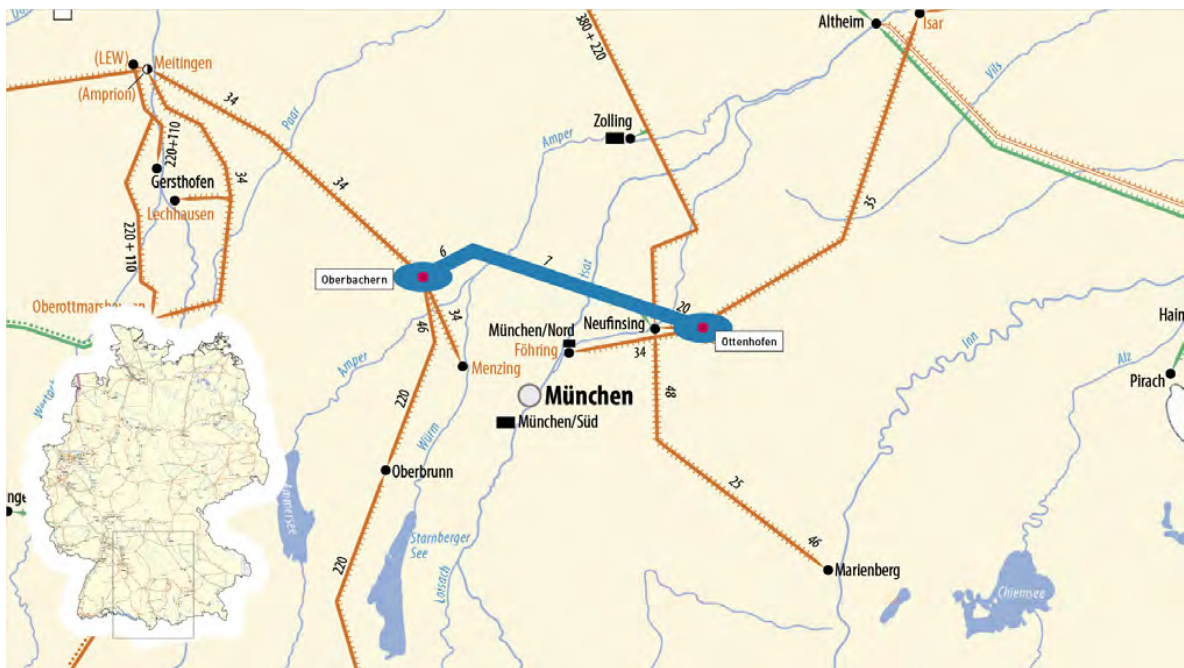 380 + 220
Altheim
Isar
(LEW)
Meitingen
(Amprion)
34
Paar
Vils
Zolling
Amper
220+110
Gersthofen
34
Lechhausen
34
35
220 + 110
6
7
Oberbachern
Isar
20
Oberottmarshausen
46
34
München/Nord
Neufinsing
Ottenhofen
Föhring
34
Menzing
Hain
Inn
Alz
Pirach
Amper
München
48
220
München/Süd
Würm
Oberbrunn
25
Ammersee
Starnberger
See
46
Marienberg
220
Loisach
Chiemsee